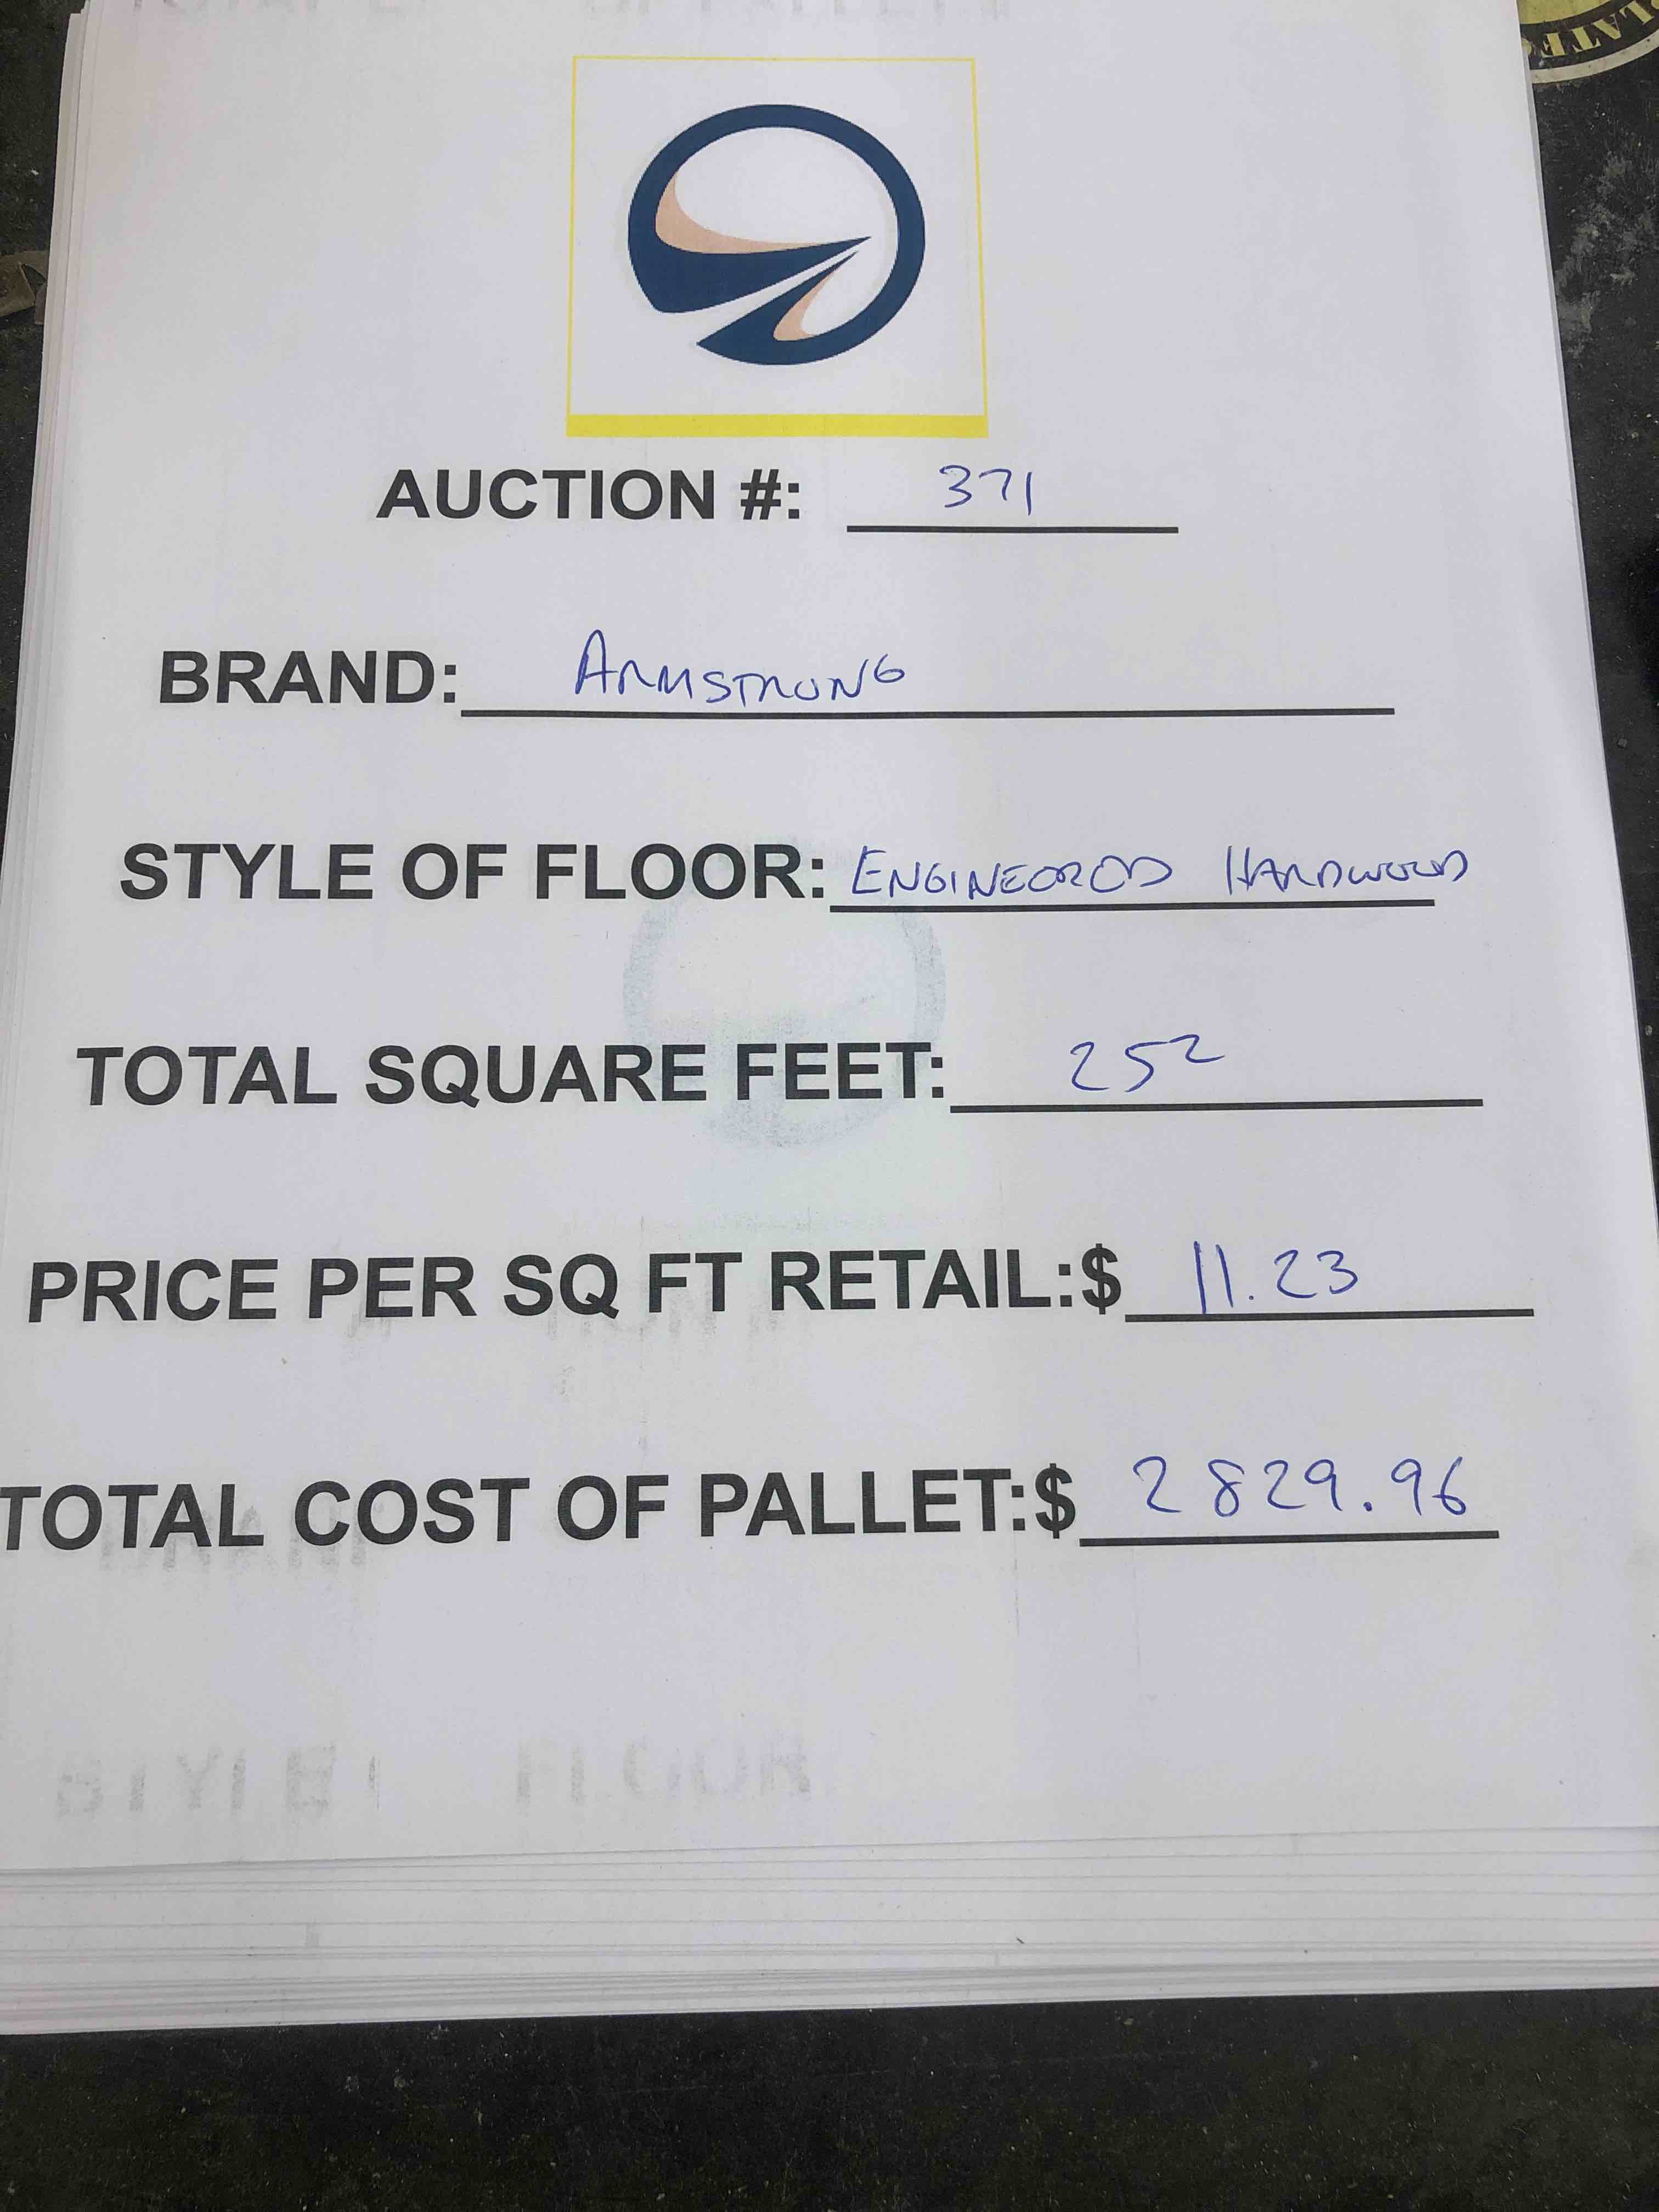 AUCTION #: 371
BRAND: ARMSTRONG
STYLE OF FLOOR: ENGINEERED HARDWOOD
TOTAL SQUARE FEET: 252
PRICE PER SQ FT RETAIL:$ 11.23
TOTAL COST OF PALLET:$ 2829.96